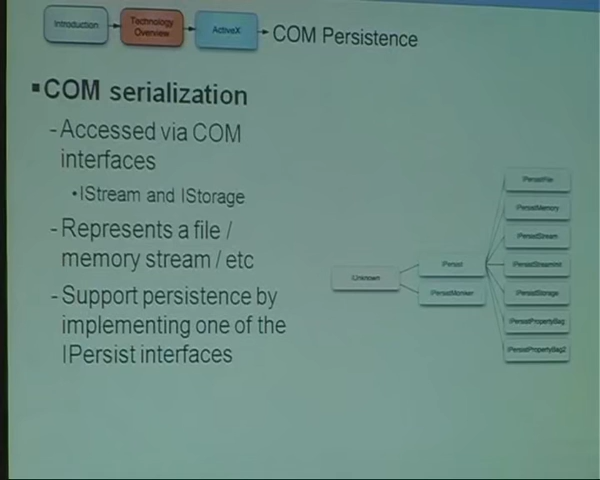 Introduction
Technology
Overview
ActiveX
COM Persistence
▪COM serialization
-Accessed via COM
interfaces
•IStream and IStorage
-Represents a file /
memory stream / etc
-Support persistence by
implementing one of the
IPersist interfaces
IUnknown
IPersist
IPersistMoniker
IPersistFile
IPersistMemory
IPersistStream
IPersistStreamInit
IPersistStorage
IPersistPropertyBag
IPersistPropertyBag2